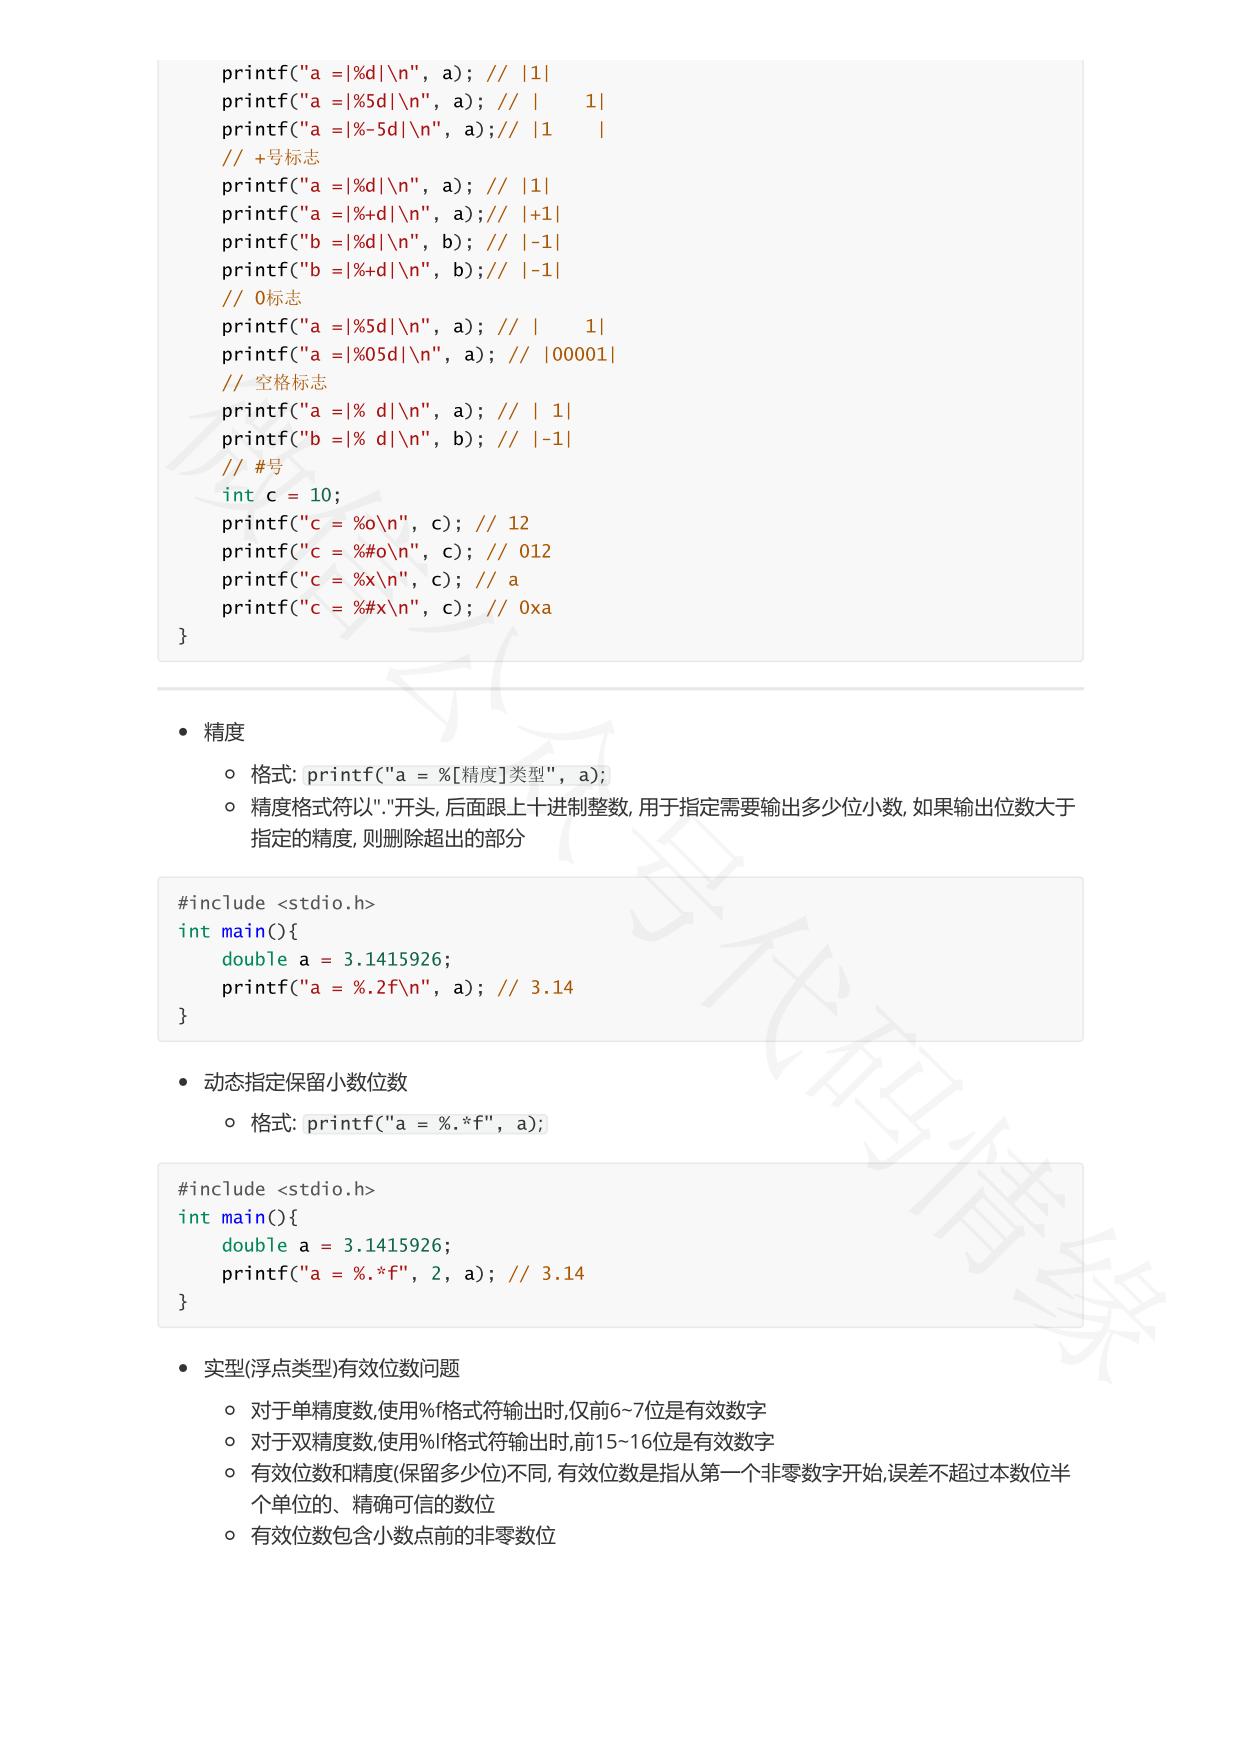 printf("a =|%d|\n", a); // |1|
    printf("a =|%5d|\n", a); // |    1|
    printf("a =|%-5d|\n", a);// |1    |
    // +号标志
    printf("a =|%d|\n", a); // |1|
    printf("a =|%+d|\n", a);// |+1|
    printf("b =|%d|\n", b); // |-1|
    printf("b =|%+d|\n", b);// |-1|
    // 0标志
    printf("a =|%5d|\n", a); // |    1|
    printf("a =|%05d|\n", a); // |00001|
    // 空格标志
    printf("a =|% d|\n", a); // | 1|
    printf("b =|% d|\n", b); // |-1|
    // #号
    int c = 10;
    printf("c = %o\n", c); // 12
    printf("c = %#o\n", c); // 012
    printf("c = %x\n", c); // a
    printf("c = %#x\n", c); // 0xa
}
精度
格式: printf("a = %[精度]类型", a);
精度格式符以"."开头, 后面跟上十进制整数, 用于指定需要输出多少位小数, 如果输出位数大于
指定的精度, 则删除超出的部分
#include <stdio.h>
int main(){
    double a = 3.1415926;
    printf("a = %.2f\n", a); // 3.14
}
动态指定保留小数位数
格式: printf("a = %.*f", a);
#include <stdio.h>
int main(){
    double a = 3.1415926;
    printf("a = %.*f", 2, a); // 3.14
}
实型(浮点类型)有效位数问题
对于单精度数,使用%f格式符输出时,仅前6~7位是有效数字
对于双精度数,使用%lf格式符输出时,前15~16位是有效数字
有效位数和精度(保留多少位)不同, 有效位数是指从第一个非零数字开始,误差不超过本数位半
个单位的、精确可信的数位
有效位数包含小数点前的非零数位
微信公众号代码情缘